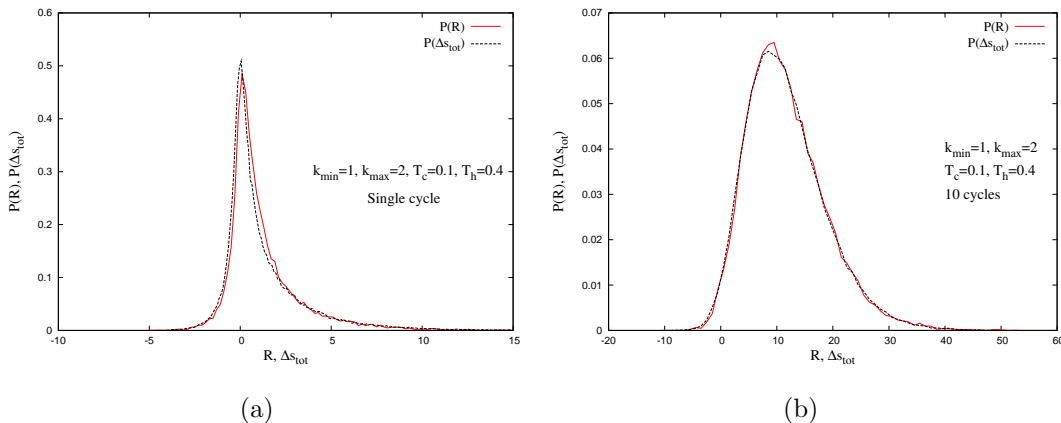 P(R)
P(Δs_tot)
0.6
0.5
0.4
0.3
0.2
0.1
0
P(R), P(Δs_tot)
k_min=1, k_max=2, T_c=0.1, T_h=0.4
Single cycle
-10 -5 0 5 10 15
R, Δs_tot
(a)
P(R)
P(Δs_tot)
0.07
0.06
0.05
0.04
0.03
0.02
0.01
0
P(R), P(Δs_tot)
k_min=1, k_max=2
T_c=0.1, T_h=0.4
10 cycles
-20 -10 0 10 20 30 40 50 60
R, Δs_tot
(b)